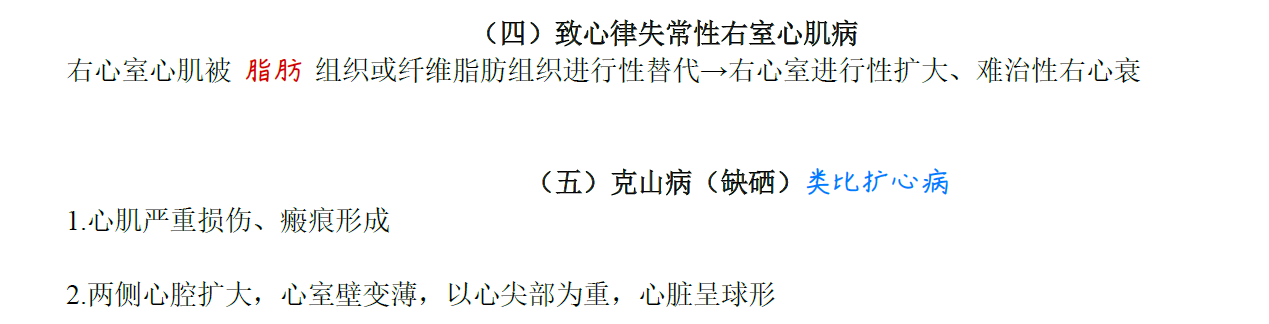 （四）致心律失常性右室心肌病
右心室心肌被 脂肪 组织或纤维脂肪组织进行性替代→右心室进行性扩大、难治性右心衰
（五）克山病（缺硒）类比扩心病
1.心肌严重损伤、瘢痕形成
2.两侧心腔扩大，心室壁变薄，以心尖部为重，心脏呈球形